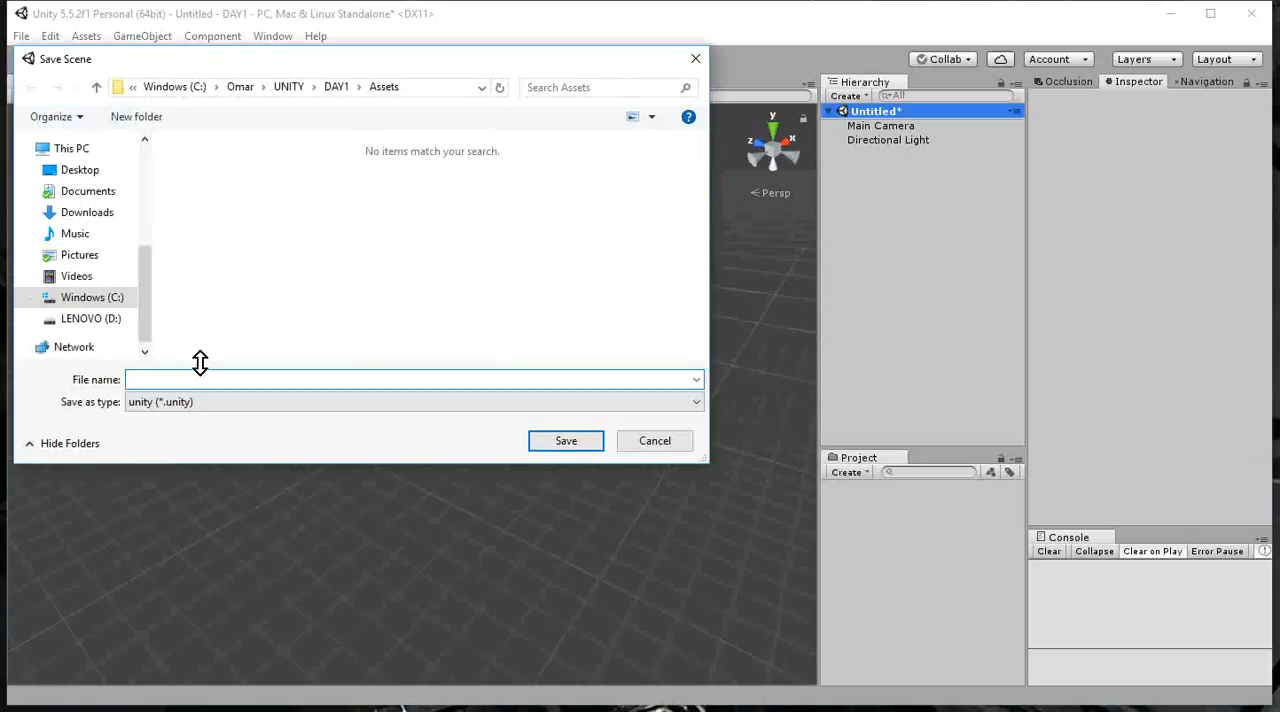 Unity 5.5.2f1 Personal (64bit) - Untitled - DAY1 - PC, Mac & Linux Standalone* <DX11>
File Edit Assets GameObject Component Window Help
Save Scene
Collab Account Layers Layout
« Windows (C:) > Omar > UNITY > DAY1 > Assets
Search Assets
Organize New folder
This PC
Desktop
Documents
Downloads
Music
Pictures
Videos
Windows (C:)
LENOVO (D:)
Network
No items match your search.
File name:
Save as type: unity (*.unity)
Hide Folders
Save Cancel
y
z x
Persp
Hierarchy
Create All
Untitled*
Main Camera
Directional Light
Project
Create
Occlusion Inspector Navigation
Console
Clear Collapse Clear on Play Error Pause